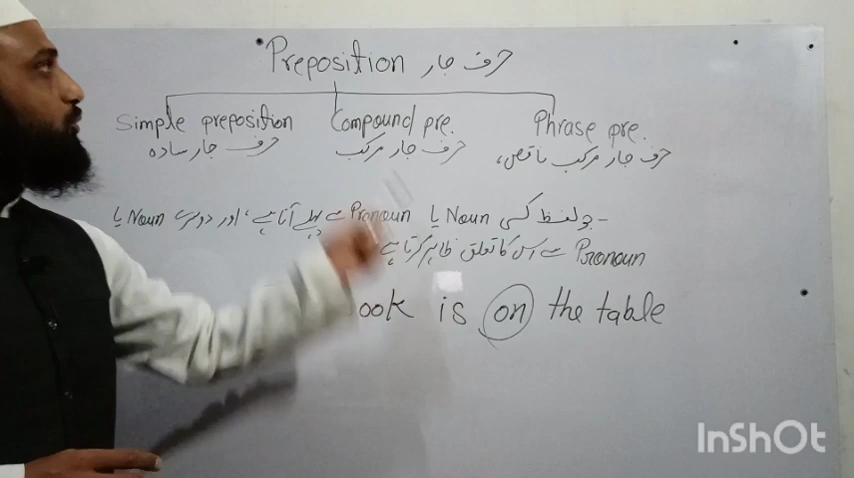 Preposition حرف جار
Simple preposition Compound pre. Phrase pre.
حرف جار سادہ حرف جار مرکب حرف جار مرکب ناقص،
- جو لفظ کسی Noun یا Pronoun سے پہلے آتا ہے، اور دوسرے Noun یا
Pronoun سے اس کا تعلق ظاہر کرتا ہے
ook is on the table
InShOt